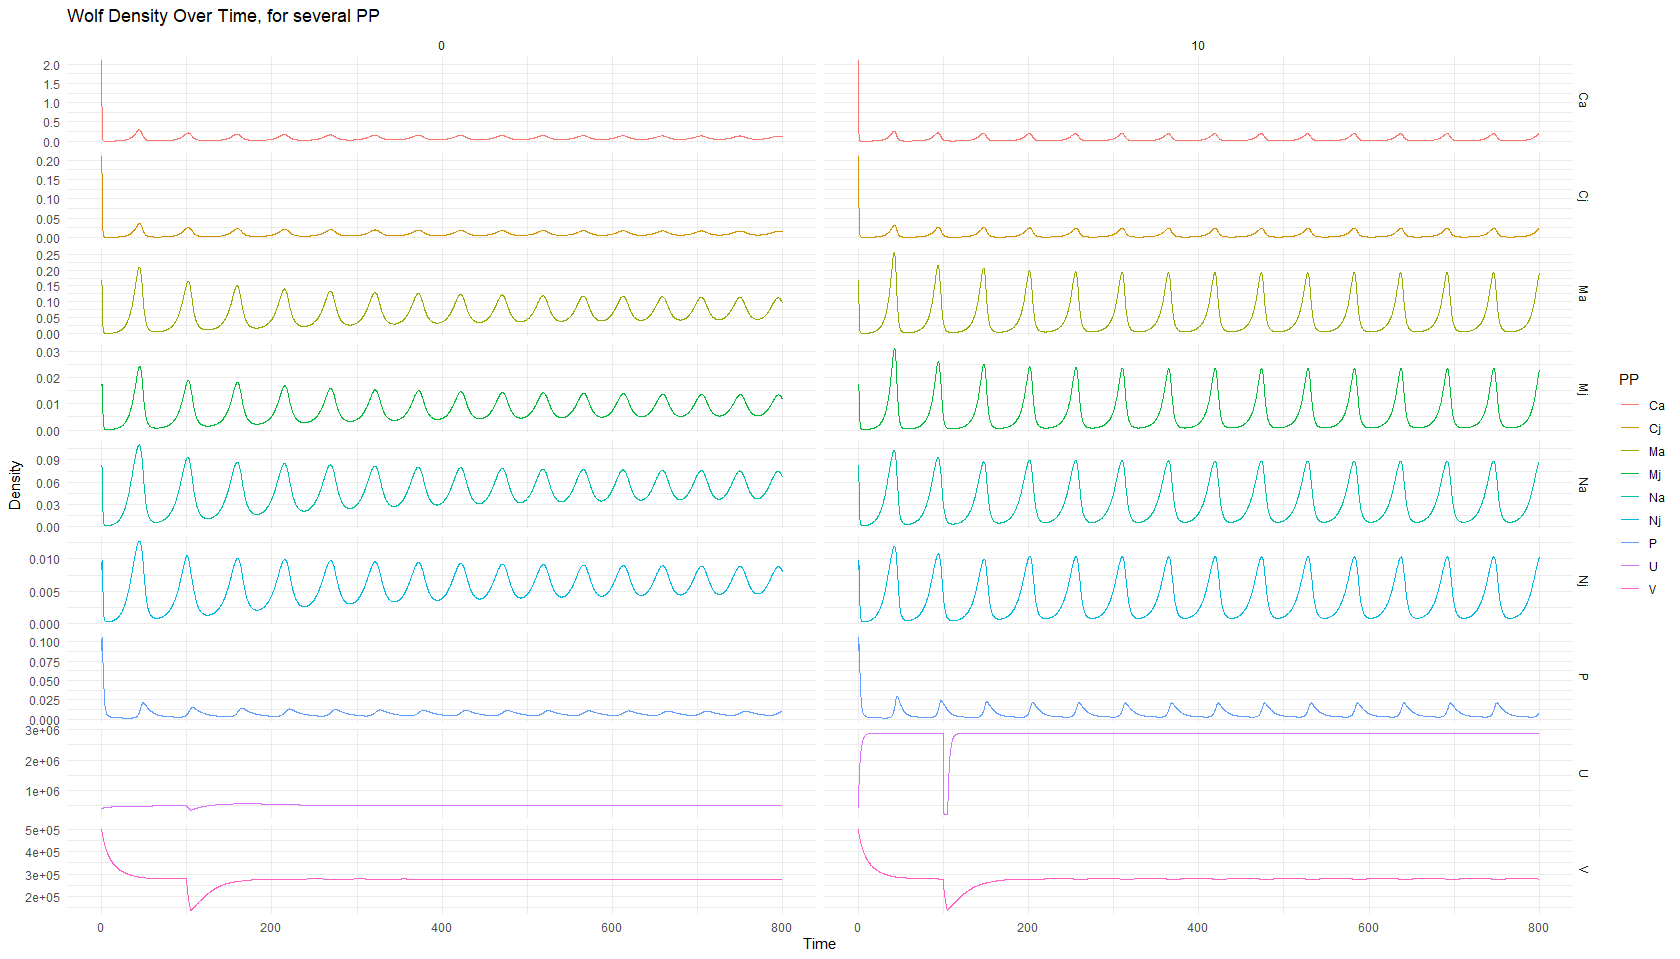 Wolf Density Over Time, for several PP
0
10
2.0
1.5
1.0
0.5
0.0
Ca
0.20
0.15
0.10
0.05
0.00
Cj
0.25
0.20
0.15
0.10
0.05
0.00
Ma
0.03
0.02
0.01
0.00
Mj
0.09
0.06
0.03
0.00
Na
0.010
0.005
0.000
Nj
0.100
0.075
0.050
0.025
0.000
P
3e+06
2e+06
1e+06
U
5e+05
4e+05
3e+05
2e+05
V
0 200 400 600 800
0 200 400 600 800
Time
Density
PP
Ca
Cj
Ma
Mj
Na
Nj
P
U
V